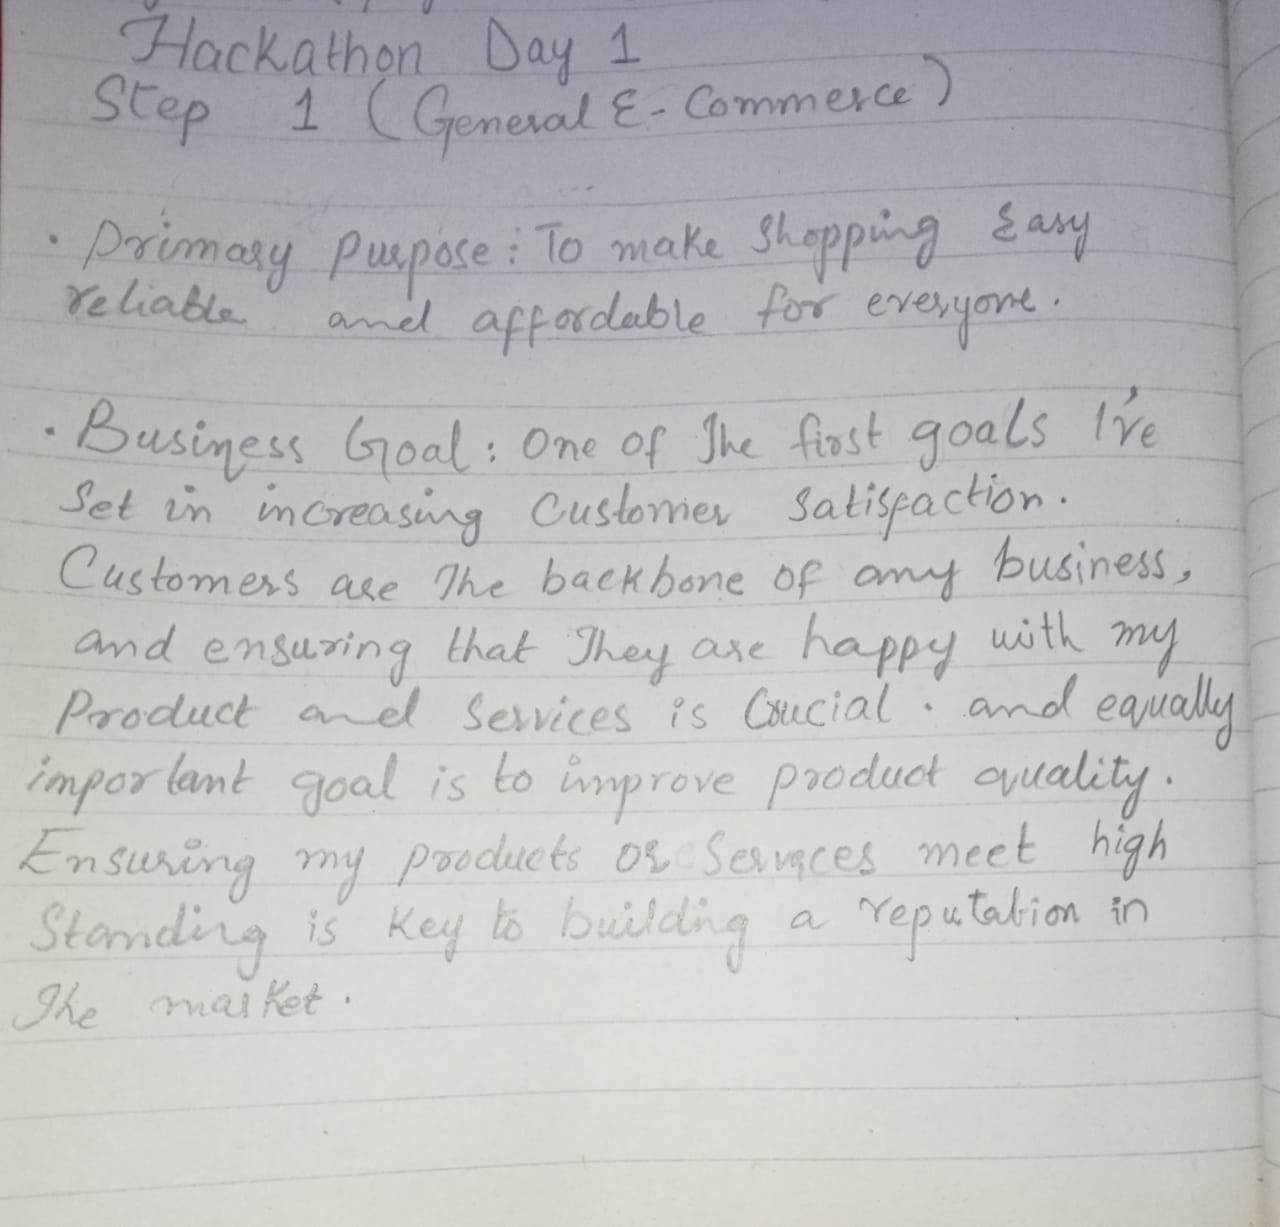 Hackathon Day 1
Step 1 (General E-Commerce)
• Primary Purpose: To make Shopping Easy
reliable and affordable for everyone.
• Business Goal: One of The first goals I've
Set in increasing Customer Satisfaction.
Customers are The backbone of any business,
and ensuring that They are happy with my
Product and Services is Crucial. and equally
important goal is to improve product quality.
Ensuring my products or Services meet high
Standing is Key to building a reputation in
The market.